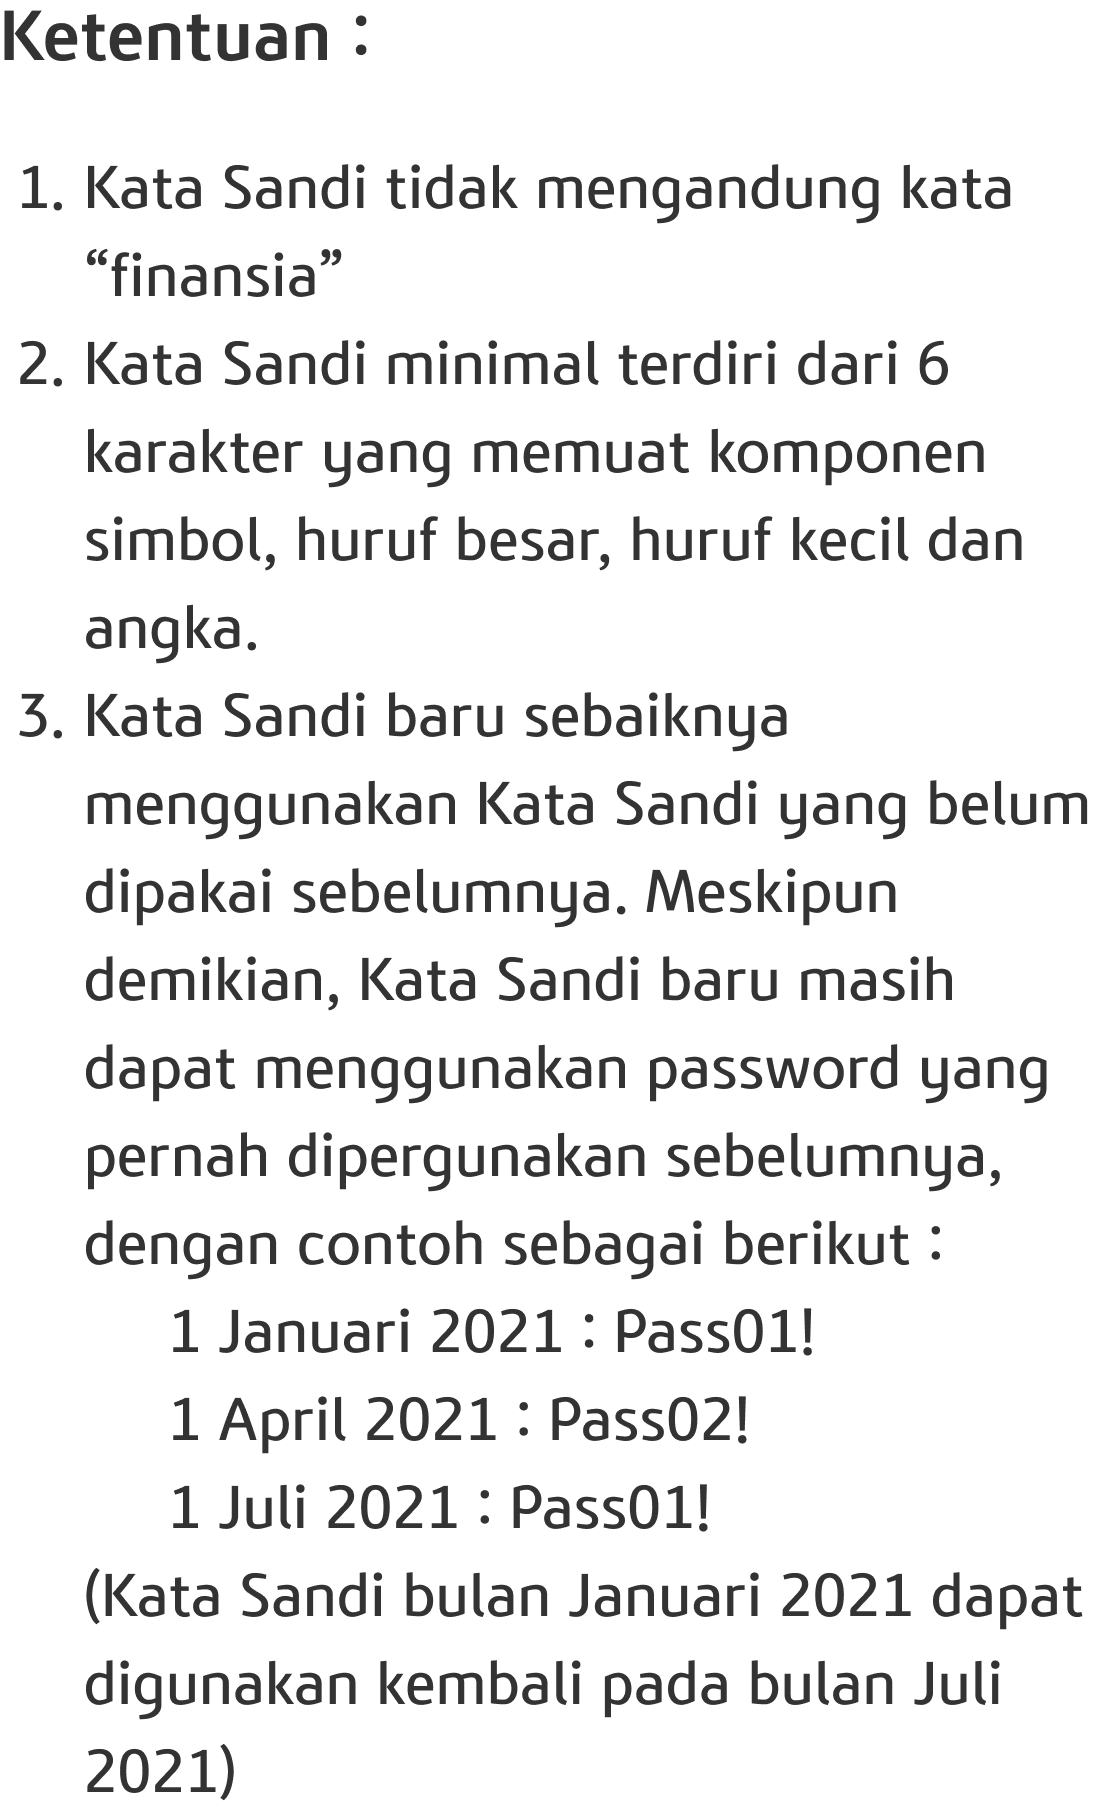 Ketentuan :
1. Kata Sandi tidak mengandung kata
“finansia”
2. Kata Sandi minimal terdiri dari 6
karakter yang memuat komponen
simbol, huruf besar, huruf kecil dan
angka.
3. Kata Sandi baru sebaiknya
menggunakan Kata Sandi yang belum
dipakai sebelumnya. Meskipun
demikian, Kata Sandi baru masih
dapat menggunakan password yang
pernah dipergunakan sebelumnya,
dengan contoh sebagai berikut :
1 Januari 2021 : Pass01!
1 April 2021 : Pass02!
1 Juli 2021 : Pass01!
(Kata Sandi bulan Januari 2021 dapat
digunakan kembali pada bulan Juli
2021)